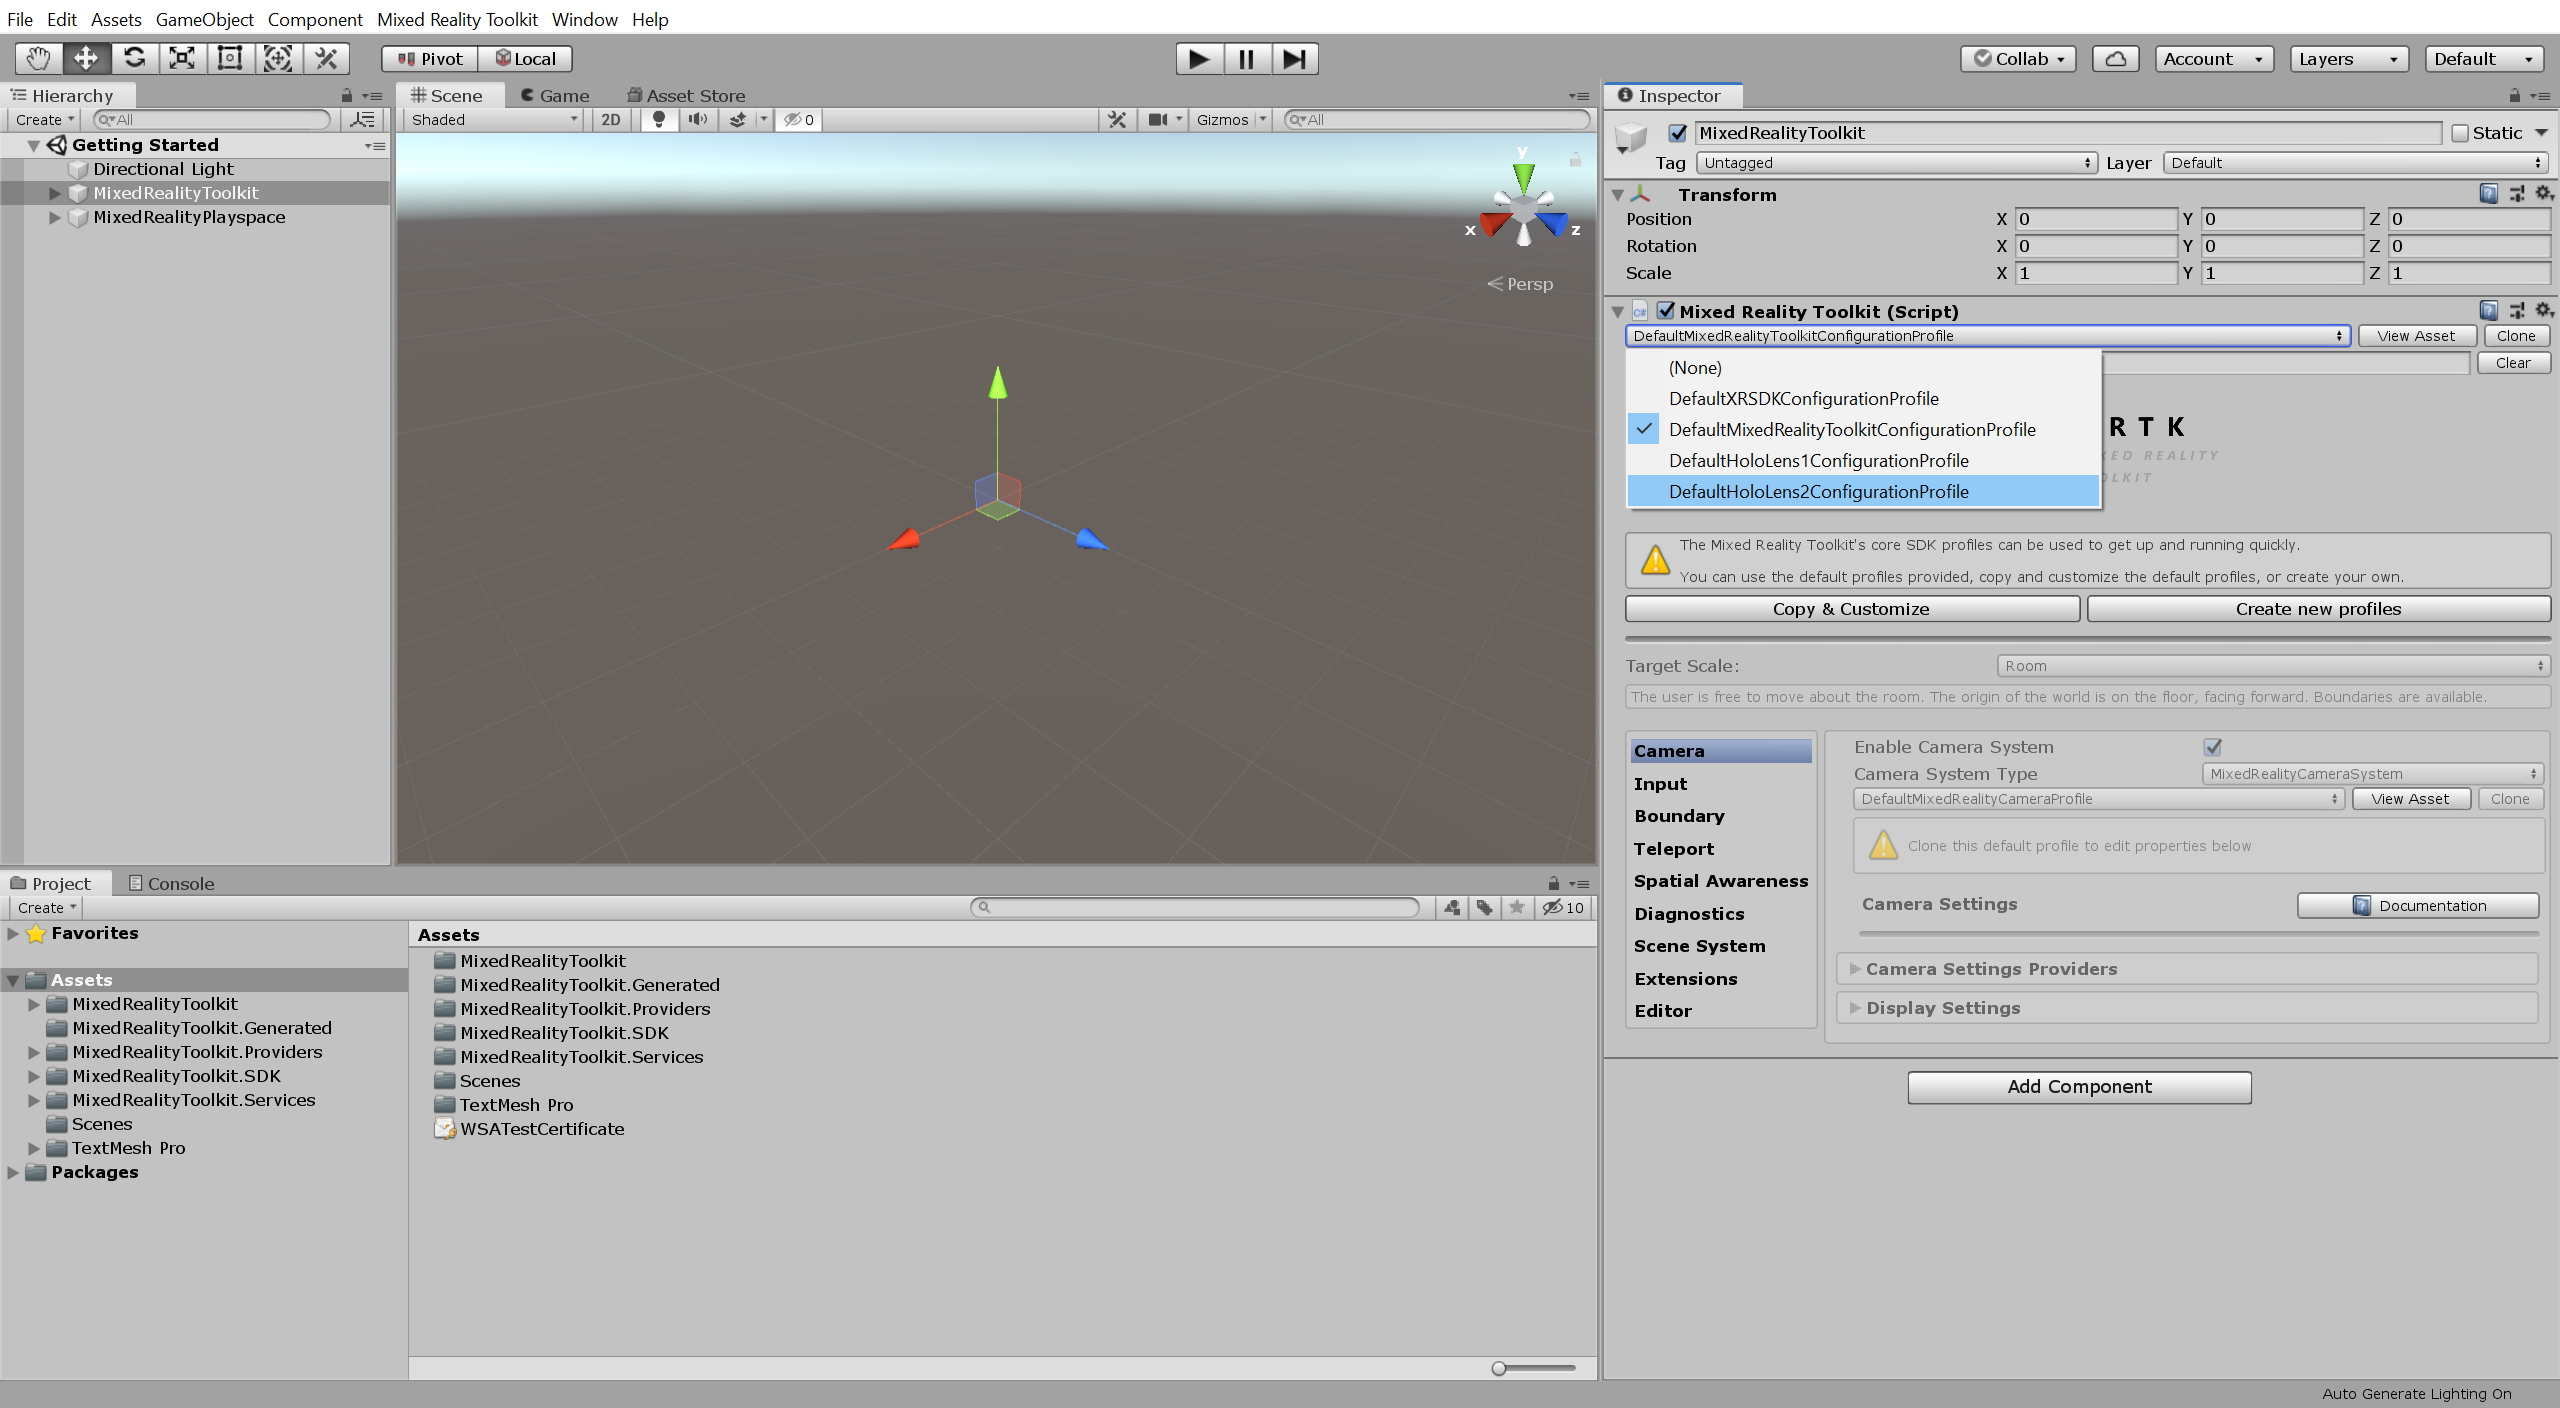 File Edit Assets GameObject Component Mixed Reality Toolkit Window Help
Pivot Local
Collab Account Layers Default
Hierarchy
Create All
Getting Started
Directional Light
MixedRealityToolkit
MixedRealityPlayspace
Scene Game Asset Store
Shaded 2D 0 Gizmos All
y
x z
Persp
Inspector
MixedRealityToolkit Static
Tag Untagged Layer Default
Transform
Position X 0 Y 0 Z 0
Rotation X 0 Y 0 Z 0
Scale X 1 Y 1 Z 1
Mixed Reality Toolkit (Script)
DefaultMixedRealityToolkitConfigurationProfile View Asset Clone
Clear
(None)
DefaultXRSDKConfigurationProfile
DefaultMixedRealityToolkitConfigurationProfile
DefaultHoloLens1ConfigurationProfile
DefaultHoloLens2ConfigurationProfile
RTK
REALITY
The Mixed Reality Toolkit's core SDK profiles can be used to get up and running quickly.
You can use the default profiles provided, copy and customize the default profiles, or create your own.
Copy & Customize Create new profiles
Target Scale: Room
The user is free to move about the room. The origin of the world is on the floor, facing forward. Boundaries are available.
Camera
Input
Boundary
Teleport
Spatial Awareness
Diagnostics
Scene System
Extensions
Editor
Enable Camera System
Camera System Type MixedRealityCameraSystem
DefaultMixedRealityCameraProfile View Asset Clone
Clone this default profile to edit properties below
Camera Settings Documentation
Camera Settings Providers
Display Settings
Add Component
Project Console
Create 10
Favorites
Assets
MixedRealityToolkit
MixedRealityToolkit.Generated
MixedRealityToolkit.Providers
MixedRealityToolkit.SDK
MixedRealityToolkit.Services
Scenes
TextMesh Pro
Packages
Assets
MixedRealityToolkit
MixedRealityToolkit.Generated
MixedRealityToolkit.Providers
MixedRealityToolkit.SDK
MixedRealityToolkit.Services
Scenes
TextMesh Pro
WSATestCertificate
Auto Generate Lighting On